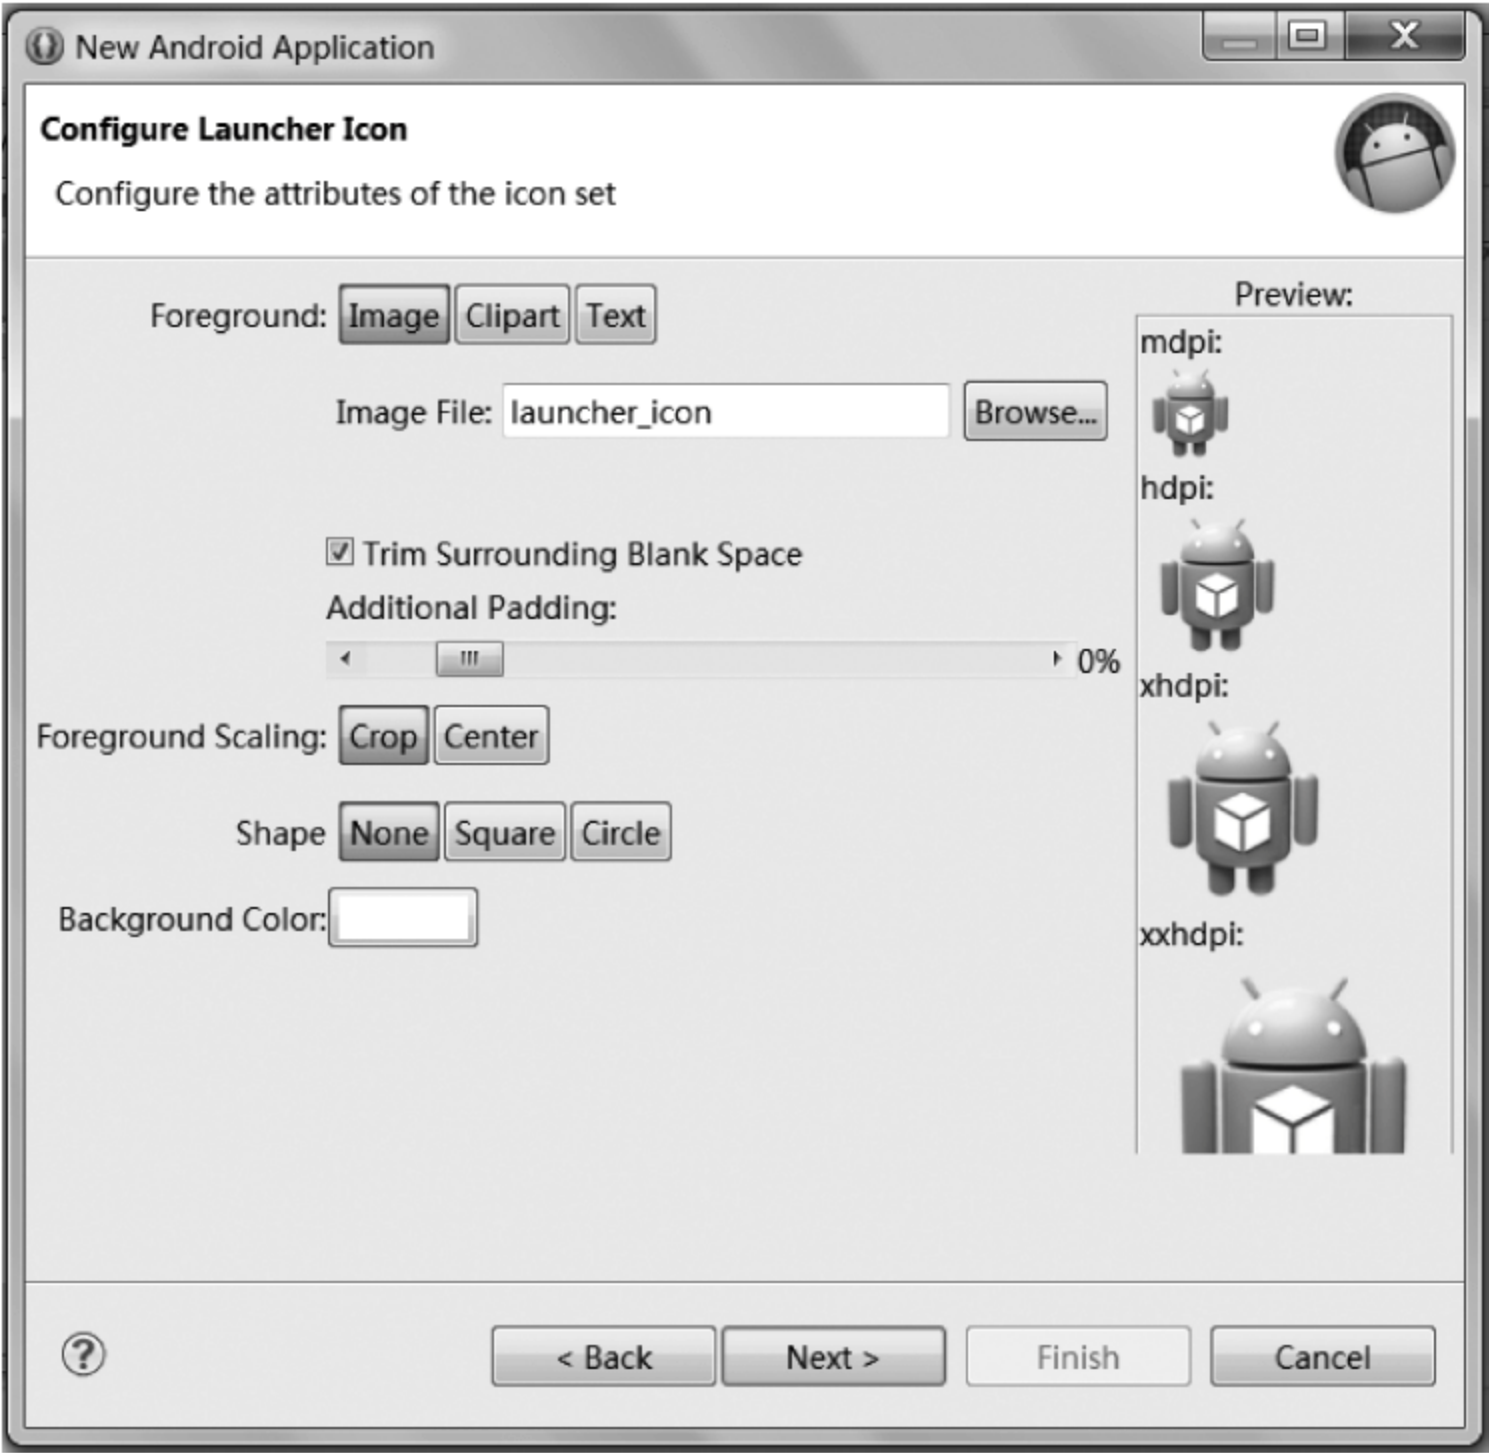 New Android Application
Configure Launcher Icon
Configure the attributes of the icon set
Foreground: Image Clipart Text
Image File: launcher_icon Browse...
Trim Surrounding Blank Space
Additional Padding:
0%
Foreground Scaling: Crop Center
Shape None Square Circle
Background Color:
Preview:
mdpi:
hdpi:
xhdpi:
xxhdpi:
? < Back Next > Finish Cancel